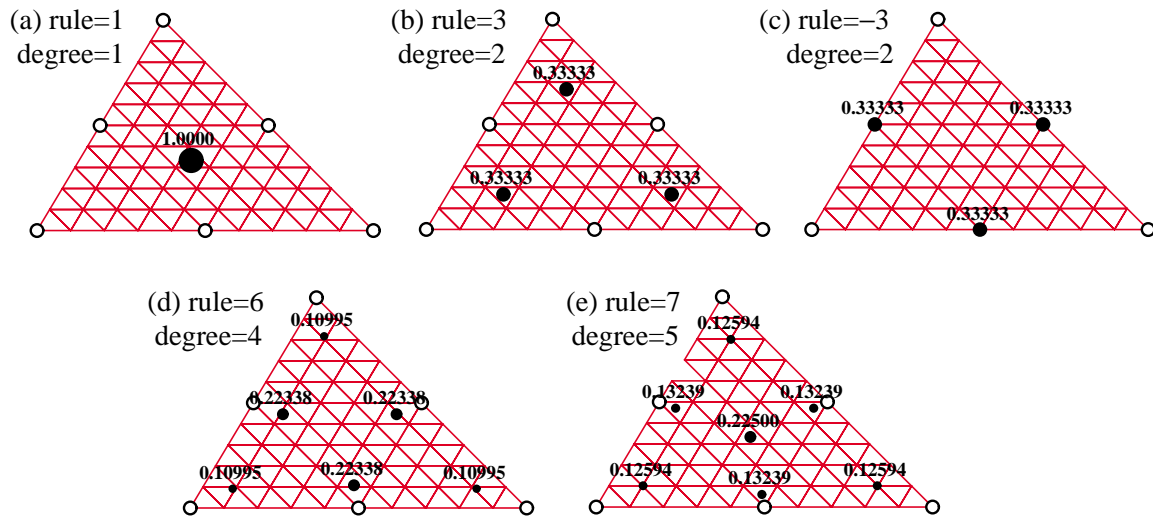 (a) rule=1
degree=1
1.0000
(b) rule=3
degree=2
0.33333
0.33333
0.33333
(c) rule=−3
degree=2
0.33333
0.33333
0.33333
(d) rule=6
degree=4
0.10995
0.22338
0.22338
0.10995
0.22338
0.10995
(e) rule=7
degree=5
0.12594
0.13239
0.13239
0.22500
0.12594
0.13239
0.12594